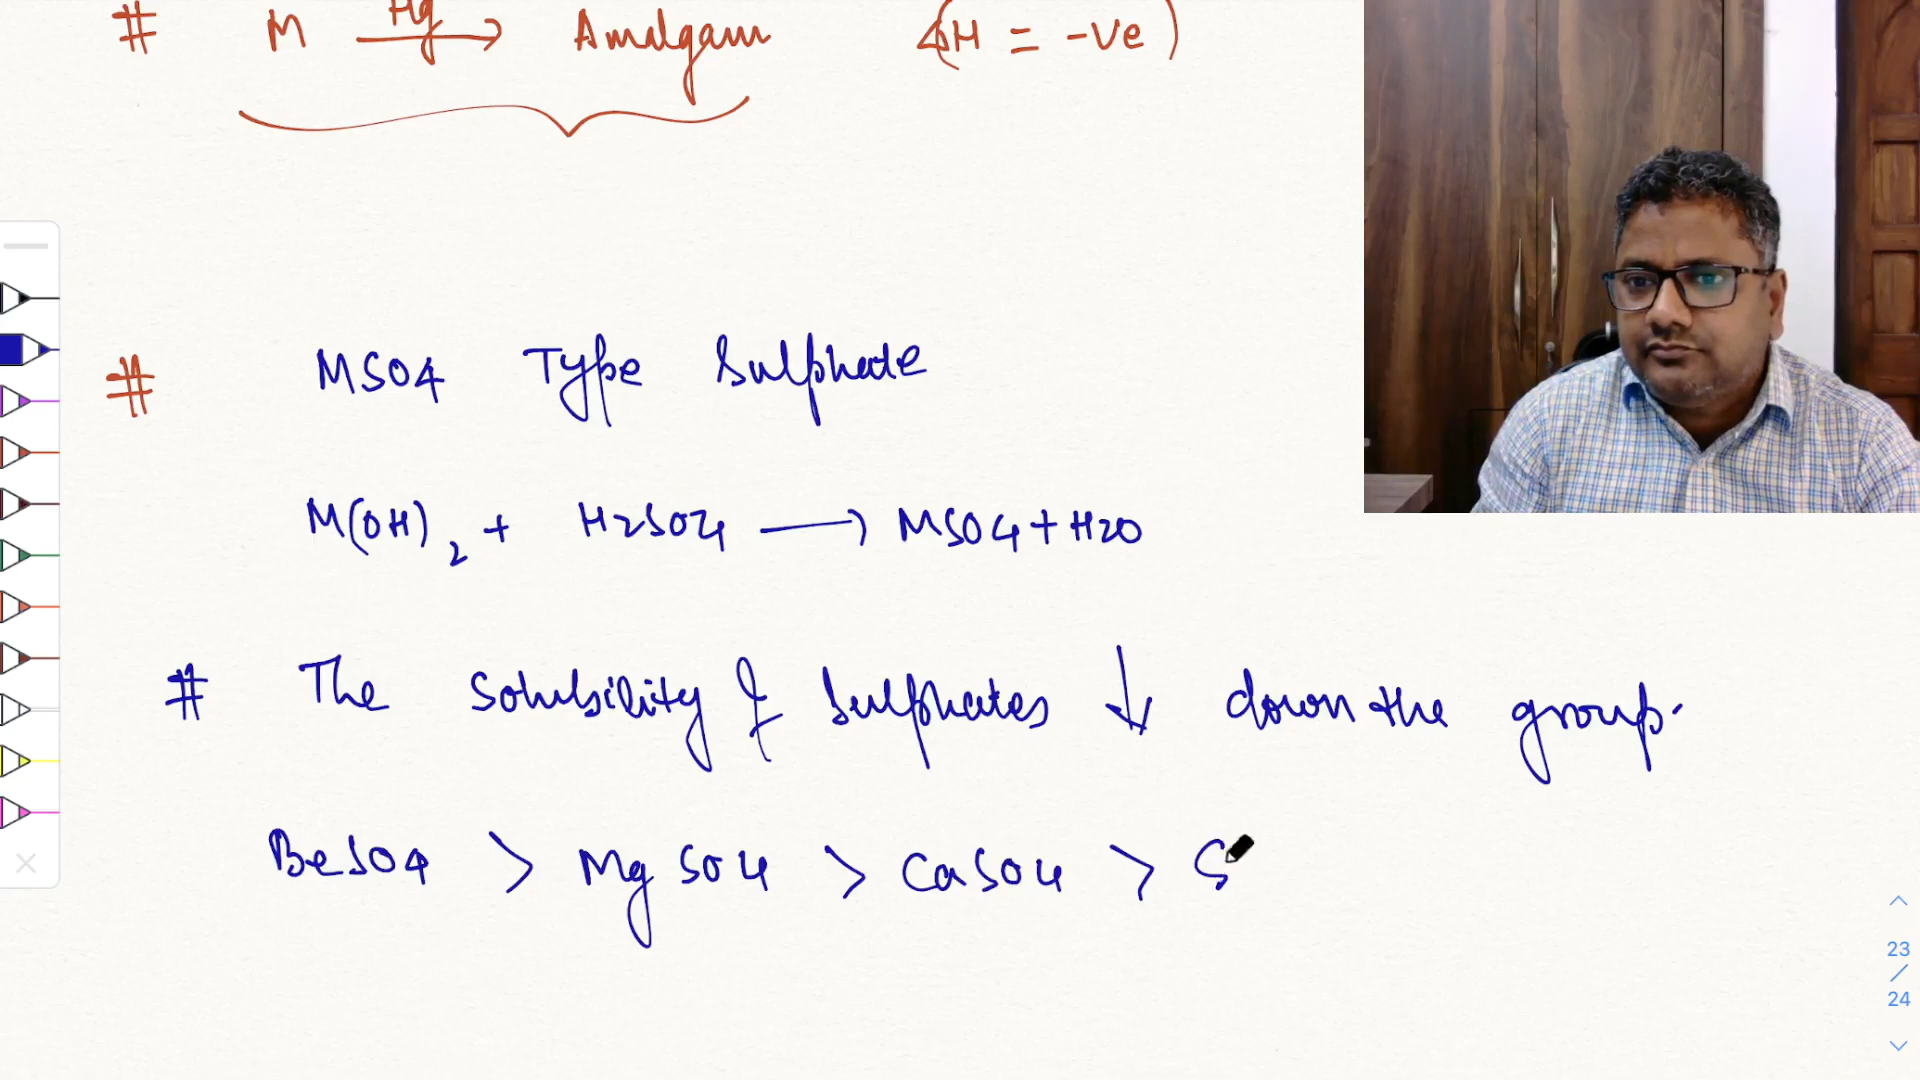 # M Hg Amalgam (ΔH = -ve)
# MSO4 Type Sulphate
M(OH)2 + H2SO4 → MSO4 + H2O
# The Solubility of Sulphates ↓ down the group.
BeSO4 > MgSO4 > CaSO4 > S
23
/
24